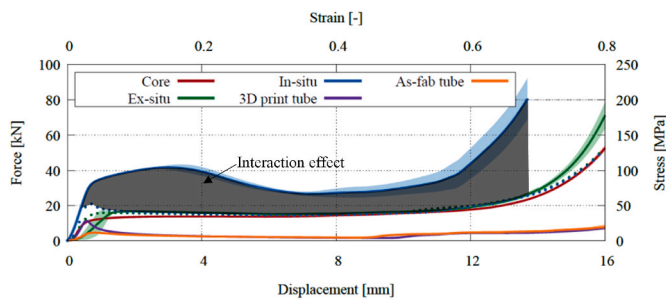 Strain [-]
0 0.2 0.4 0.6 0.8
100 250
Core In-situ As-fab tube
Ex-situ 3D print tube
80 200
60 150
Interaction effect
40 100
20 50
0 0
Force [kN]
Stress [MPa]
0 4 8 12 16
Displacement [mm]